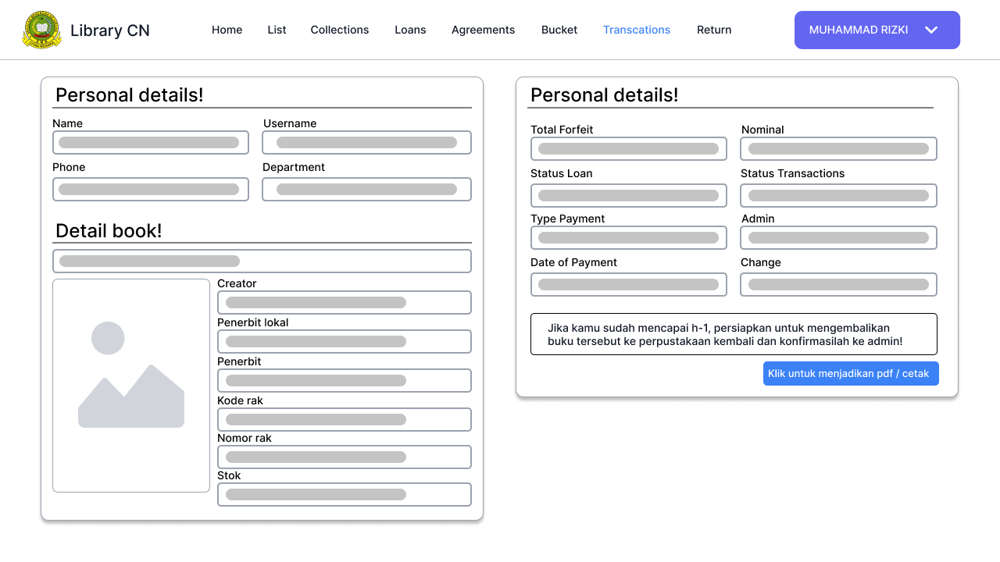 Library CN
Home
List
Collections
Loans
Agreements
Bucket
Transcations
Return
MUHAMMAD RIZKI
Personal details!
Name
Username
Phone
Department
Detail book!
Creator
Penerbit lokal
Penerbit
Kode rak
Nomor rak
Stok
Personal details!
Total Forfeit
Nominal
Status Loan
Status Transactions
Type Payment
Admin
Date of Payment
Change
Jika kamu sudah mencapai h-1, persiapkan untuk mengembalikan
buku tersebut ke perpustakaan kembali dan konfirmasilah ke admin!
Klik untuk menjadikan pdf / cetak